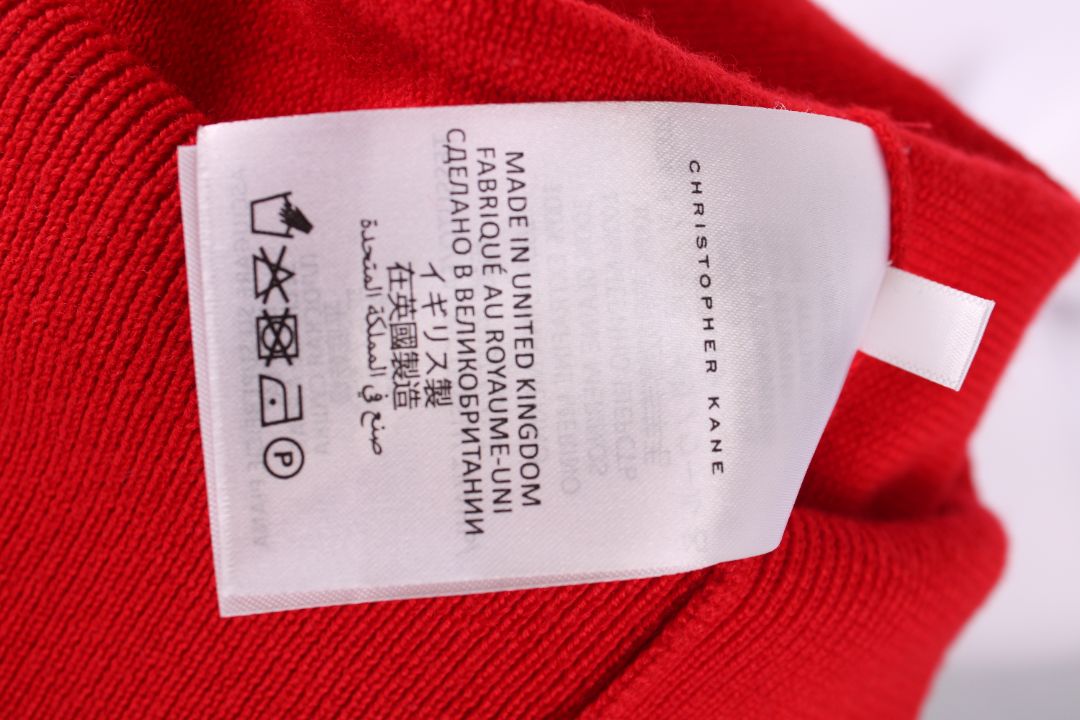 CHRISTOPHER KANE
MADE IN UNITED KINGDOM
FABRIQUÉ AU ROYAUME-UNI
СДЕЛАНО В ВЕЛИКОБРИТАНИИ
イギリス製
在英國製造
صنع في المملكة المتحدة
P